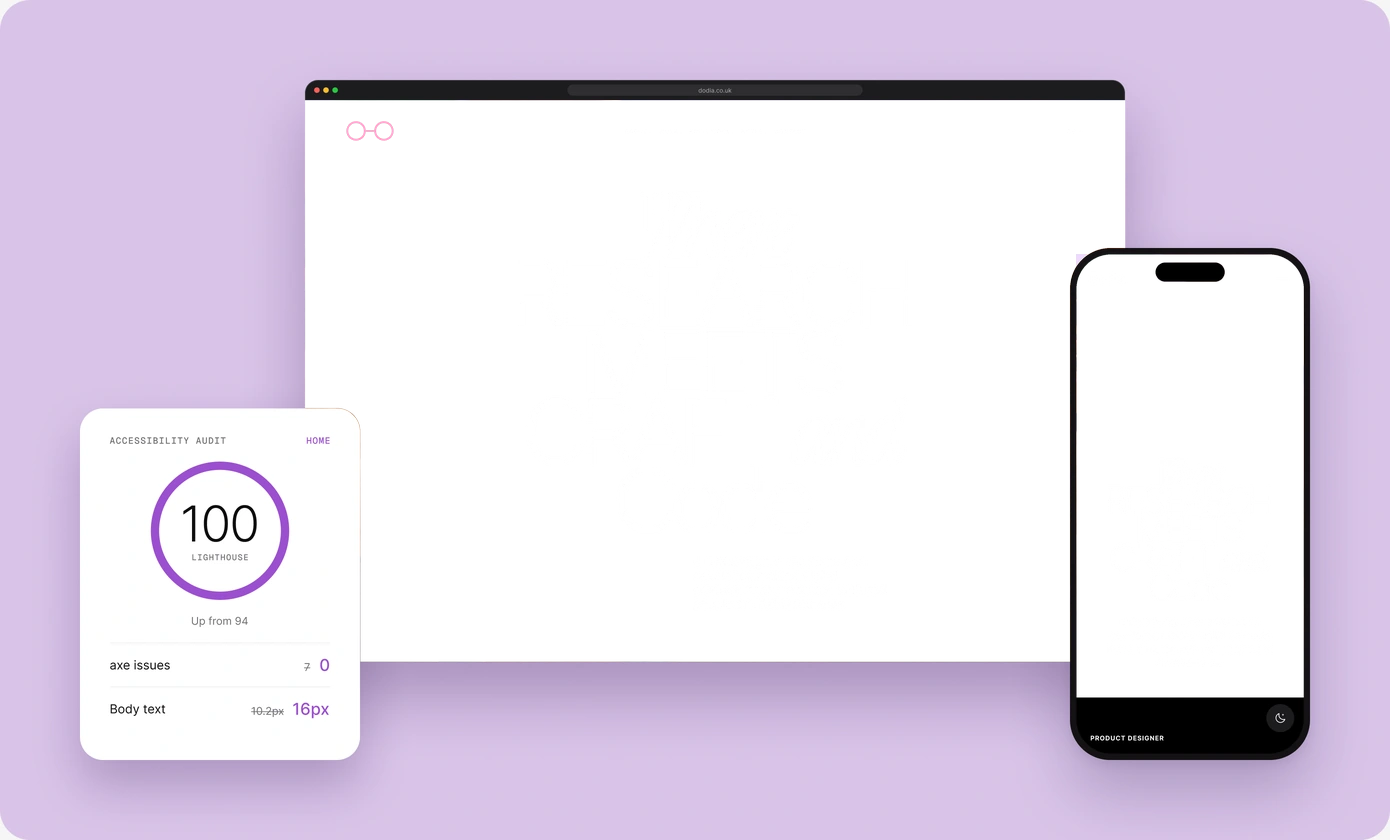 dodia.co.uk
ACCESSIBILITY AUDIT HOME
100
LIGHTHOUSE
Up from 94
axe issues 7 0
Body text 10.2px 16px
PRODUCT DESIGNER